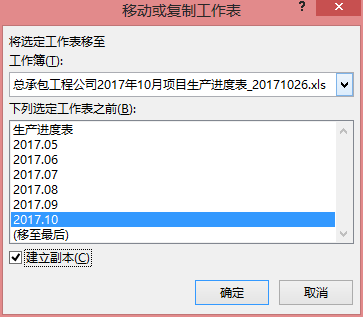 移动或复制工作表
将选定工作表移至
工作簿(T):
总承包工程公司2017年10月项目生产进度表_20171026.xls
下列选定工作表之前(B):
生产进度表
2017.05
2017.06
2017.07
2017.08
2017.09
2017.10
(移至最后)
建立副本(C)
确定
取消